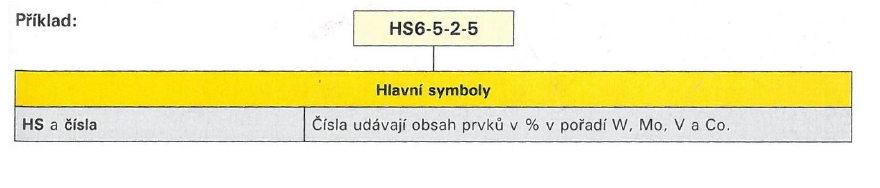 Příklad:
HS6-5-2-5
Hlavní symboly
HS a čísla
Čísla udávají obsah prvků v % v pořadí W, Mo, V a Co.